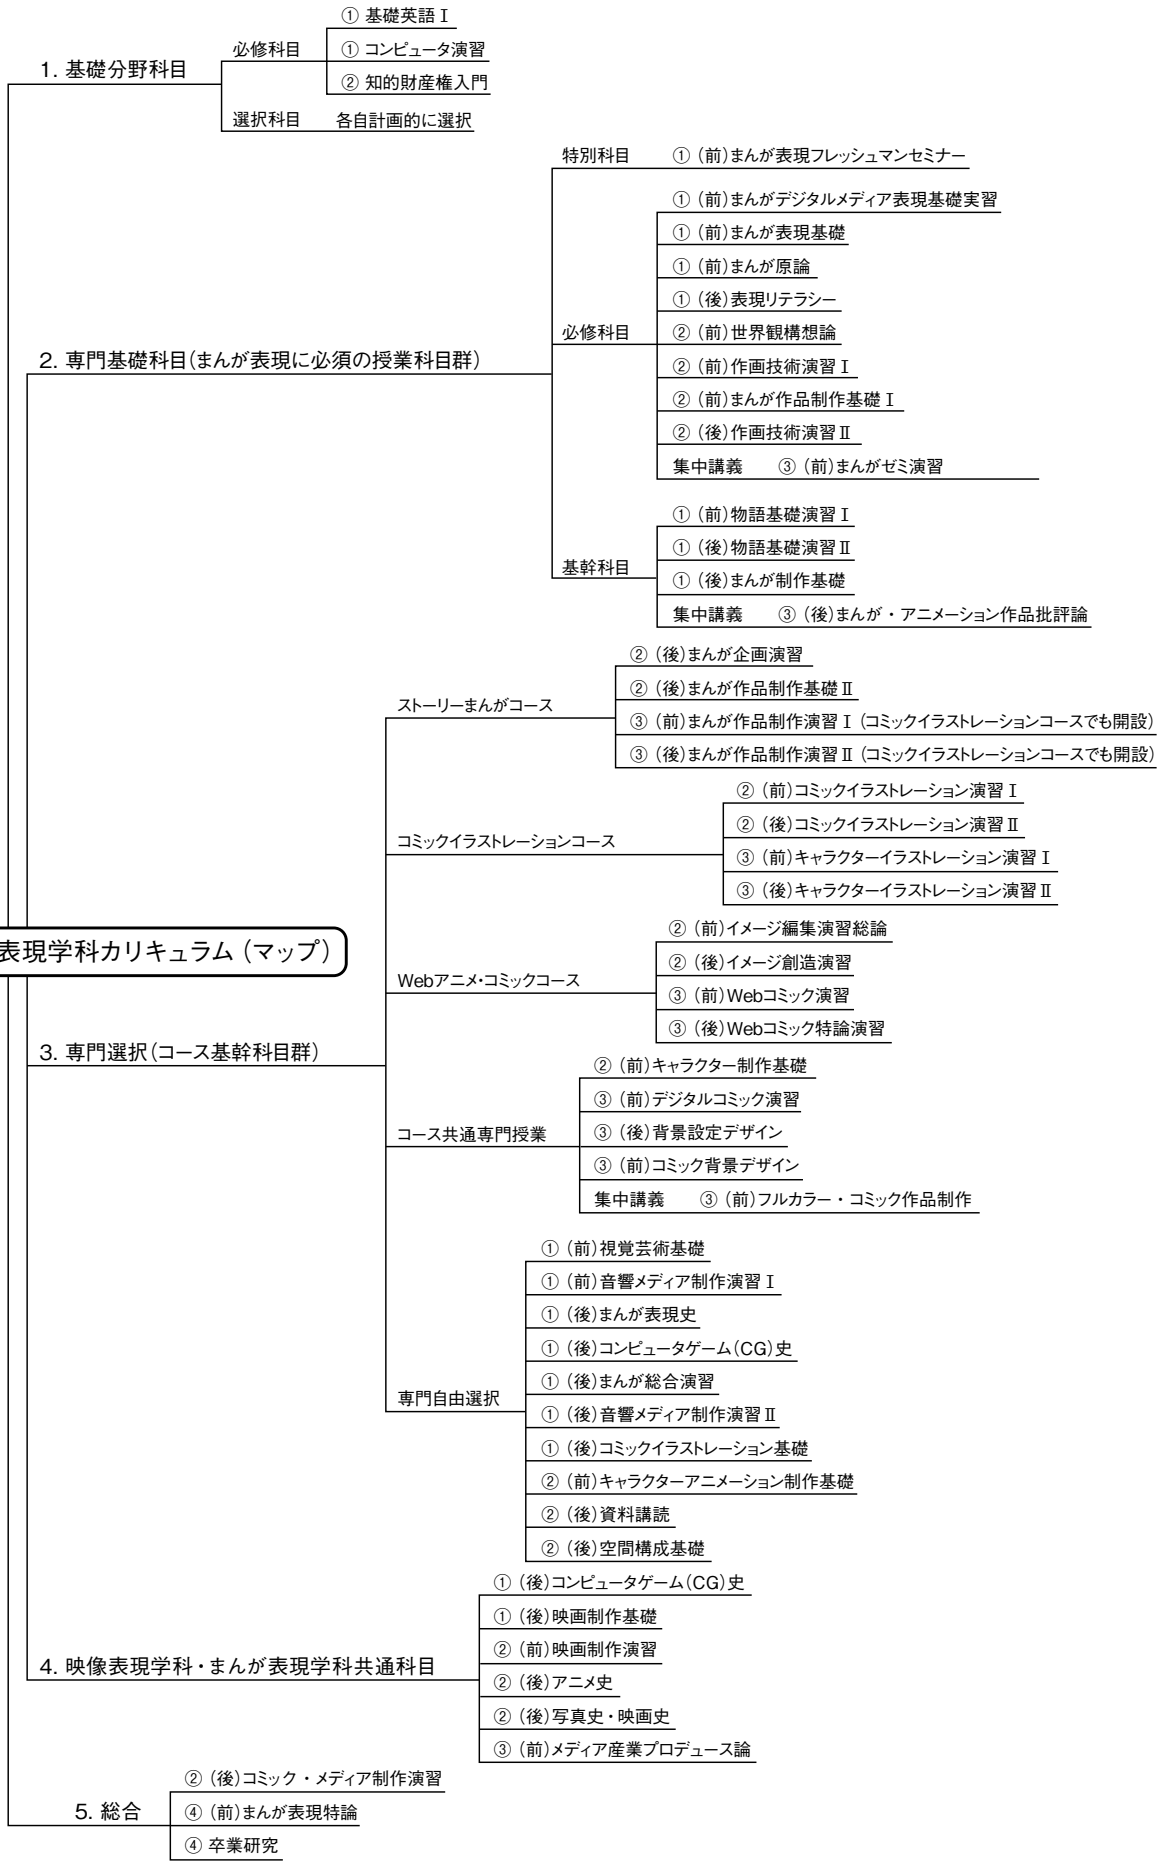 表現学科カリキュラム（マップ）
1. 基礎分野科目
必修科目
① 基礎英語Ⅰ
① コンピュータ演習
② 知的財産権入門
選択科目 各自計画的に選択
2. 専門基礎科目(まんが表現に必須の授業科目群)
特別科目 ① (前)まんが表現フレッシュマンセミナー
必修科目
① (前)まんがデジタルメディア表現基礎実習
① (前)まんが表現基礎
① (前)まんが原論
① (後)表現リテラシー
② (前)世界観構想論
② (前)作画技術演習Ⅰ
② (前)まんが作品制作基礎Ⅰ
② (後)作画技術演習Ⅱ
集中講義 ③ (前)まんがゼミ演習
基幹科目
① (前)物語基礎演習Ⅰ
① (後)物語基礎演習Ⅱ
① (後)まんが制作基礎
集中講義 ③ (後)まんが・アニメーション作品批評論
3. 専門選択(コース基幹科目群)
ストーリーまんがコース
② (後)まんが企画演習
② (後)まんが作品制作基礎Ⅱ
③ (前)まんが作品制作演習Ⅰ(コミックイラストレーションコースでも開設)
③ (後)まんが作品制作演習Ⅱ(コミックイラストレーションコースでも開設)
コミックイラストレーションコース
② (前)コミックイラストレーション演習Ⅰ
② (後)コミックイラストレーション演習Ⅱ
③ (前)キャラクターイラストレーション演習Ⅰ
③ (後)キャラクターイラストレーション演習Ⅱ
Webアニメ・コミックコース
② (前)イメージ編集演習総論
② (後)イメージ創造演習
③ (前)Webコミック演習
③ (後)Webコミック特論演習
コース共通専門授業
② (前)キャラクター制作基礎
③ (前)デジタルコミック演習
③ (後)背景設定デザイン
③ (前)コミック背景デザイン
集中講義 ③ (前)フルカラー・コミック作品制作
専門自由選択
① (前)視覚芸術基礎
① (前)音響メディア制作演習Ⅰ
① (後)まんが表現史
① (後)コンピュータゲーム(CG)史
① (後)まんが総合演習
① (後)音響メディア制作演習Ⅱ
① (後)コミックイラストレーション基礎
② (前)キャラクターアニメーション制作基礎
② (後)資料講読
② (後)空間構成基礎
4. 映像表現学科・まんが表現学科共通科目
① (後)コンピュータゲーム(CG)史
① (後)映画制作基礎
② (前)映画制作演習
② (後)アニメ史
② (後)写真史・映画史
③ (前)メディア産業プロデュース論
5. 総合
② (後)コミック・メディア制作演習
④ (前)まんが表現特論
④ 卒業研究